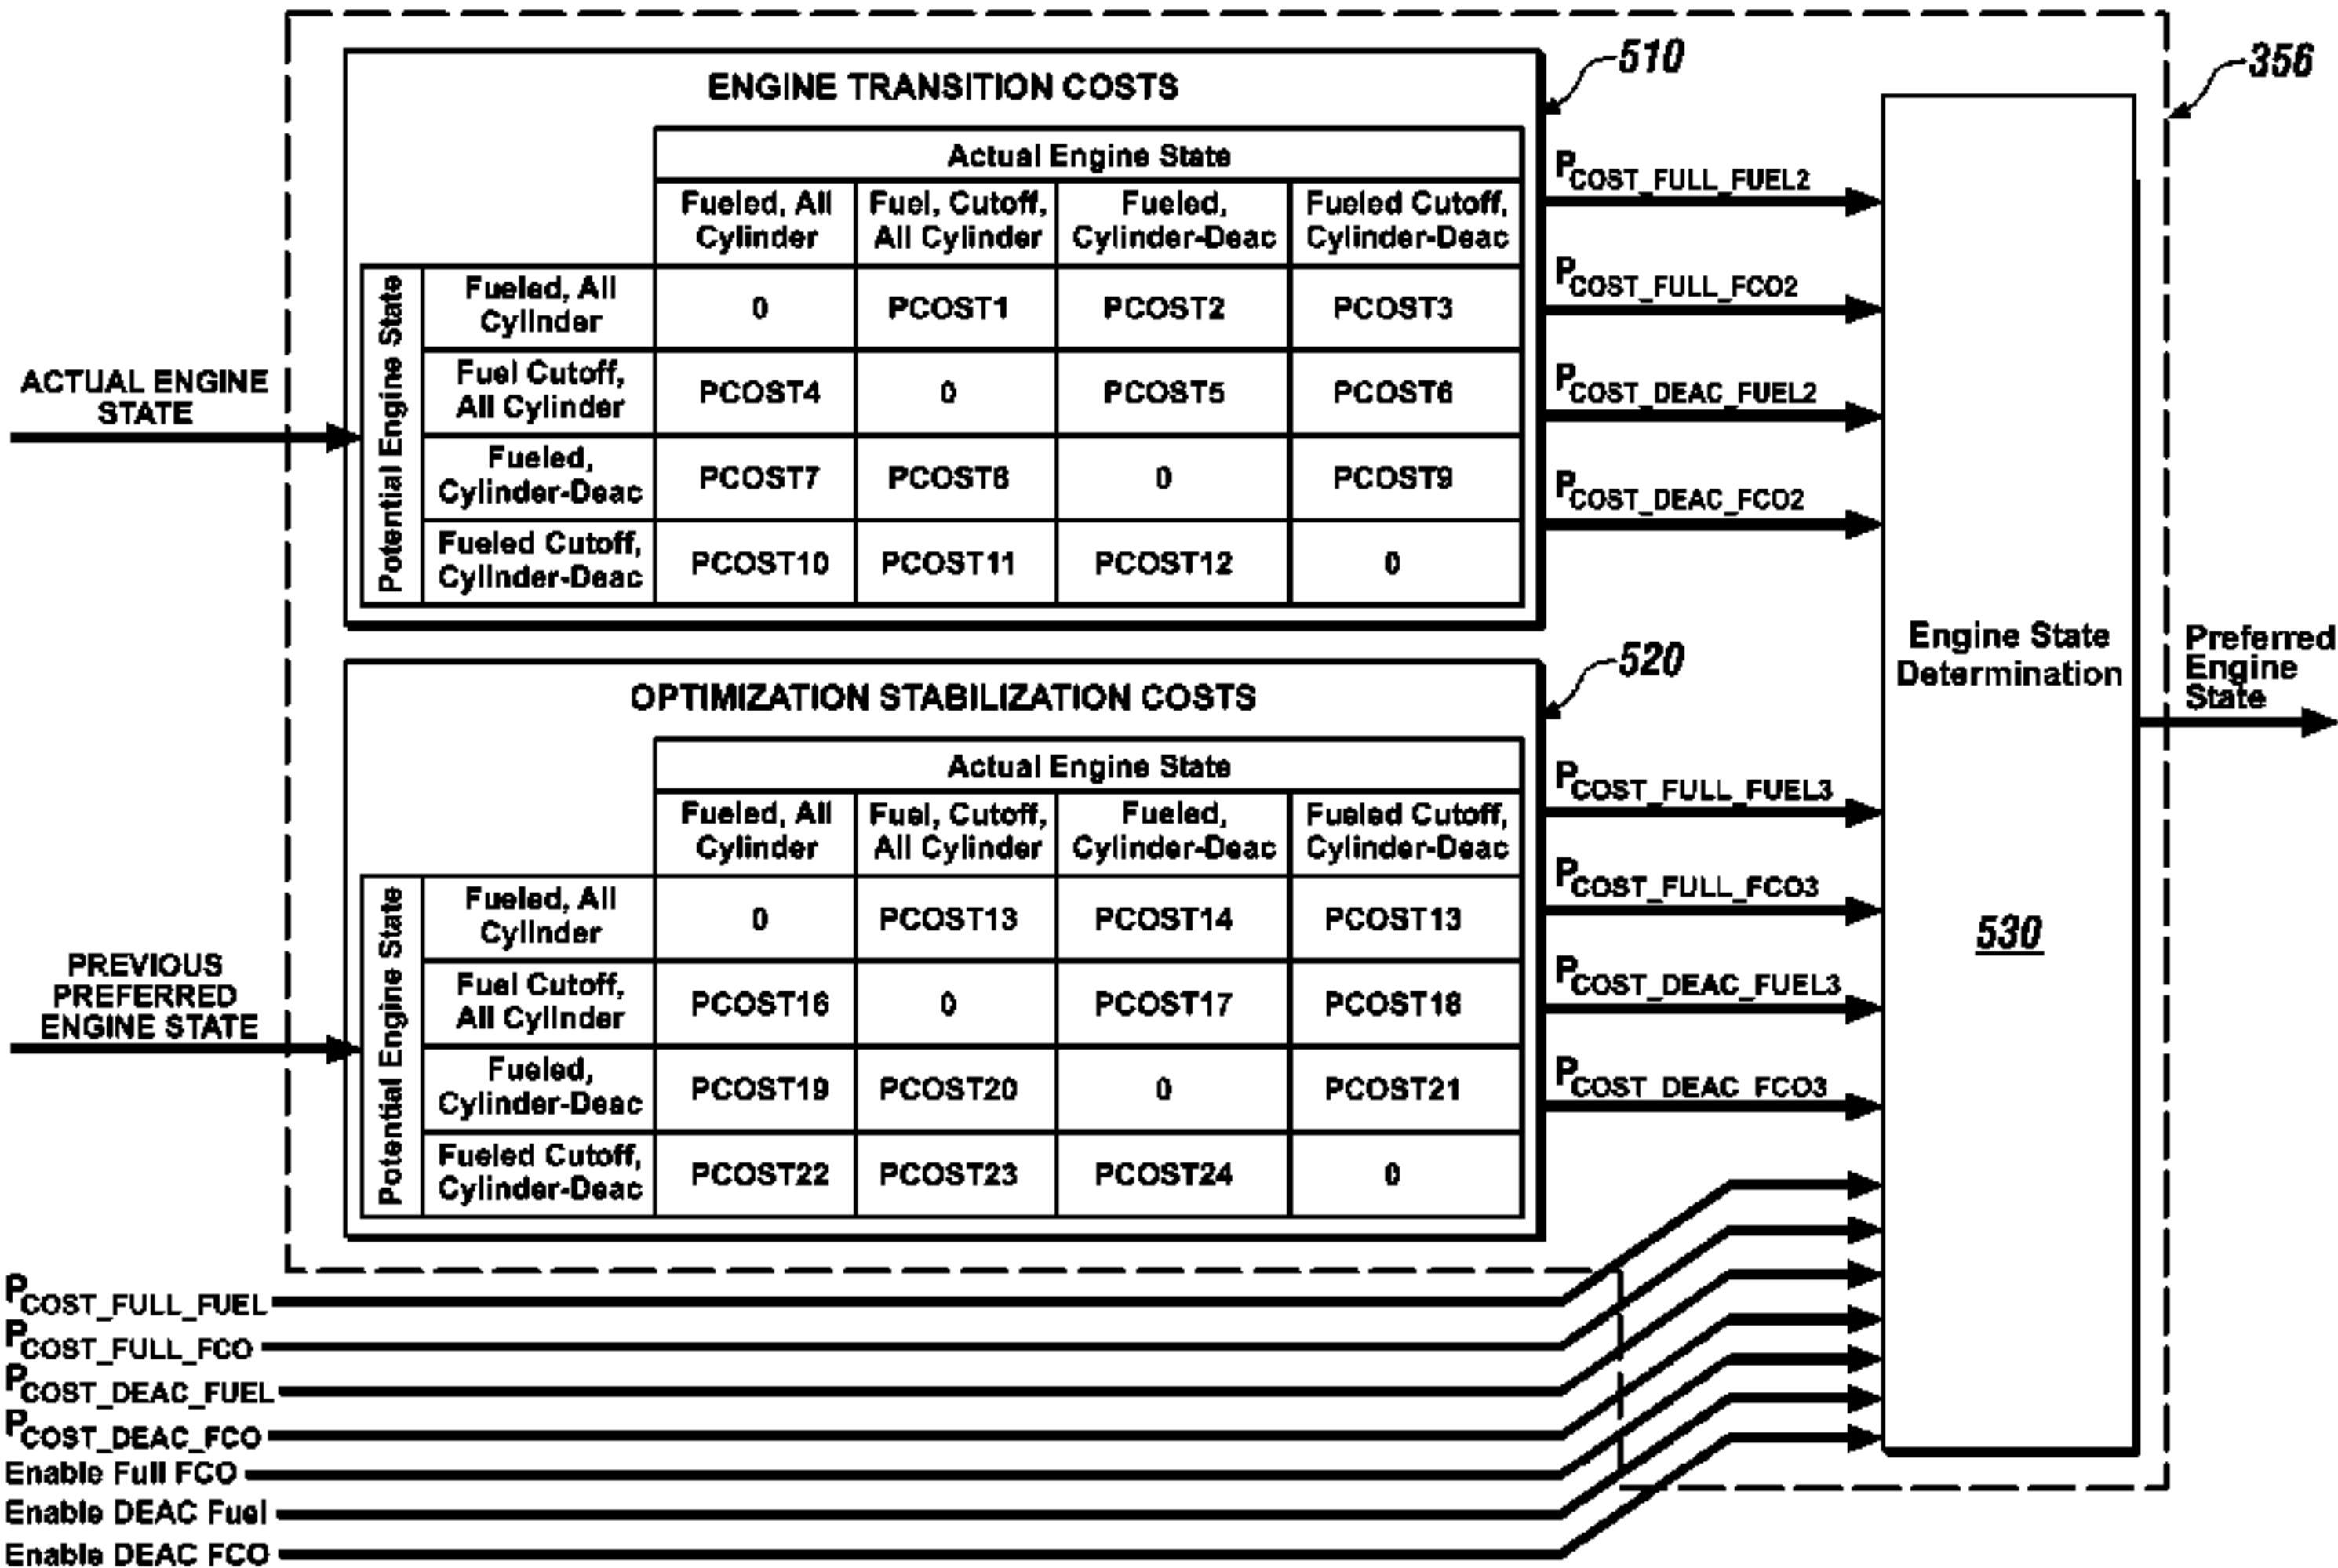 510
356
ENGINE TRANSITION COSTS
Actual Engine State
Fueled, All
Cylinder
Fuel, Cutoff,
All Cylinder
Fueled,
Cylinder-Deac
Fueled Cutoff,
Cylinder-Deac
Potential Engine State
Fueled, All
Cylinder
0 PCOST1 PCOST2 PCOST3
Fuel Cutoff,
All Cylinder
PCOST4 0 PCOST5 PCOST6
Fueled,
Cylinder-Deac
PCOST7 PCOST8 0 PCOST9
Fueled Cutoff,
Cylinder-Deac
PCOST10 PCOST11 PCOST12 0
ACTUAL ENGINE
STATE
PCOST_FULL_FUEL2
PCOST_FULL_FCO2
PCOST_DEAC_FUEL2
PCOST_DEAC_FCO2
520
OPTIMIZATION STABILIZATION COSTS
Actual Engine State
Fueled, All
Cylinder
Fuel, Cutoff,
All Cylinder
Fueled,
Cylinder-Deac
Fueled Cutoff,
Cylinder-Deac
Potential Engine State
Fueled, All
Cylinder
0 PCOST13 PCOST14 PCOST13
Fuel Cutoff,
All Cylinder
PCOST16 0 PCOST17 PCOST18
Fueled,
Cylinder-Deac
PCOST19 PCOST20 0 PCOST21
Fueled Cutoff,
Cylinder-Deac
PCOST22 PCOST23 PCOST24 0
PREVIOUS
PREFERRED
ENGINE STATE
PCOST_FULL_FUEL3
PCOST_FULL_FCO3
PCOST_DEAC_FUEL3
PCOST_DEAC_FCO3
Engine State
Determination
530
Preferred
Engine
State
PCOST_FULL_FUEL
PCOST_FULL_FCO
PCOST_DEAC_FUEL
PCOST_DEAC_FCO
Enable Full FCO
Enable DEAC Fuel
Enable DEAC FCO